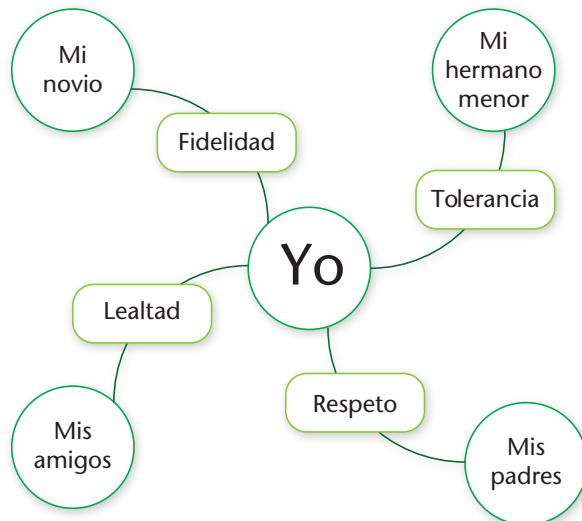 Mi
novio
Mi
hermano
menor
Fidelidad
Tolerancia
Yo
Lealtad
Respeto
Mis
amigos
Mis
padres